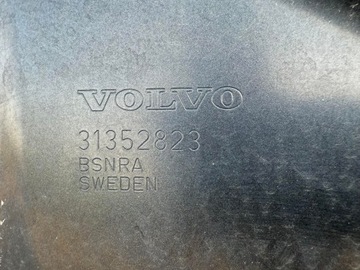 VOLVO
31352823
BSNRA
SWEDEN